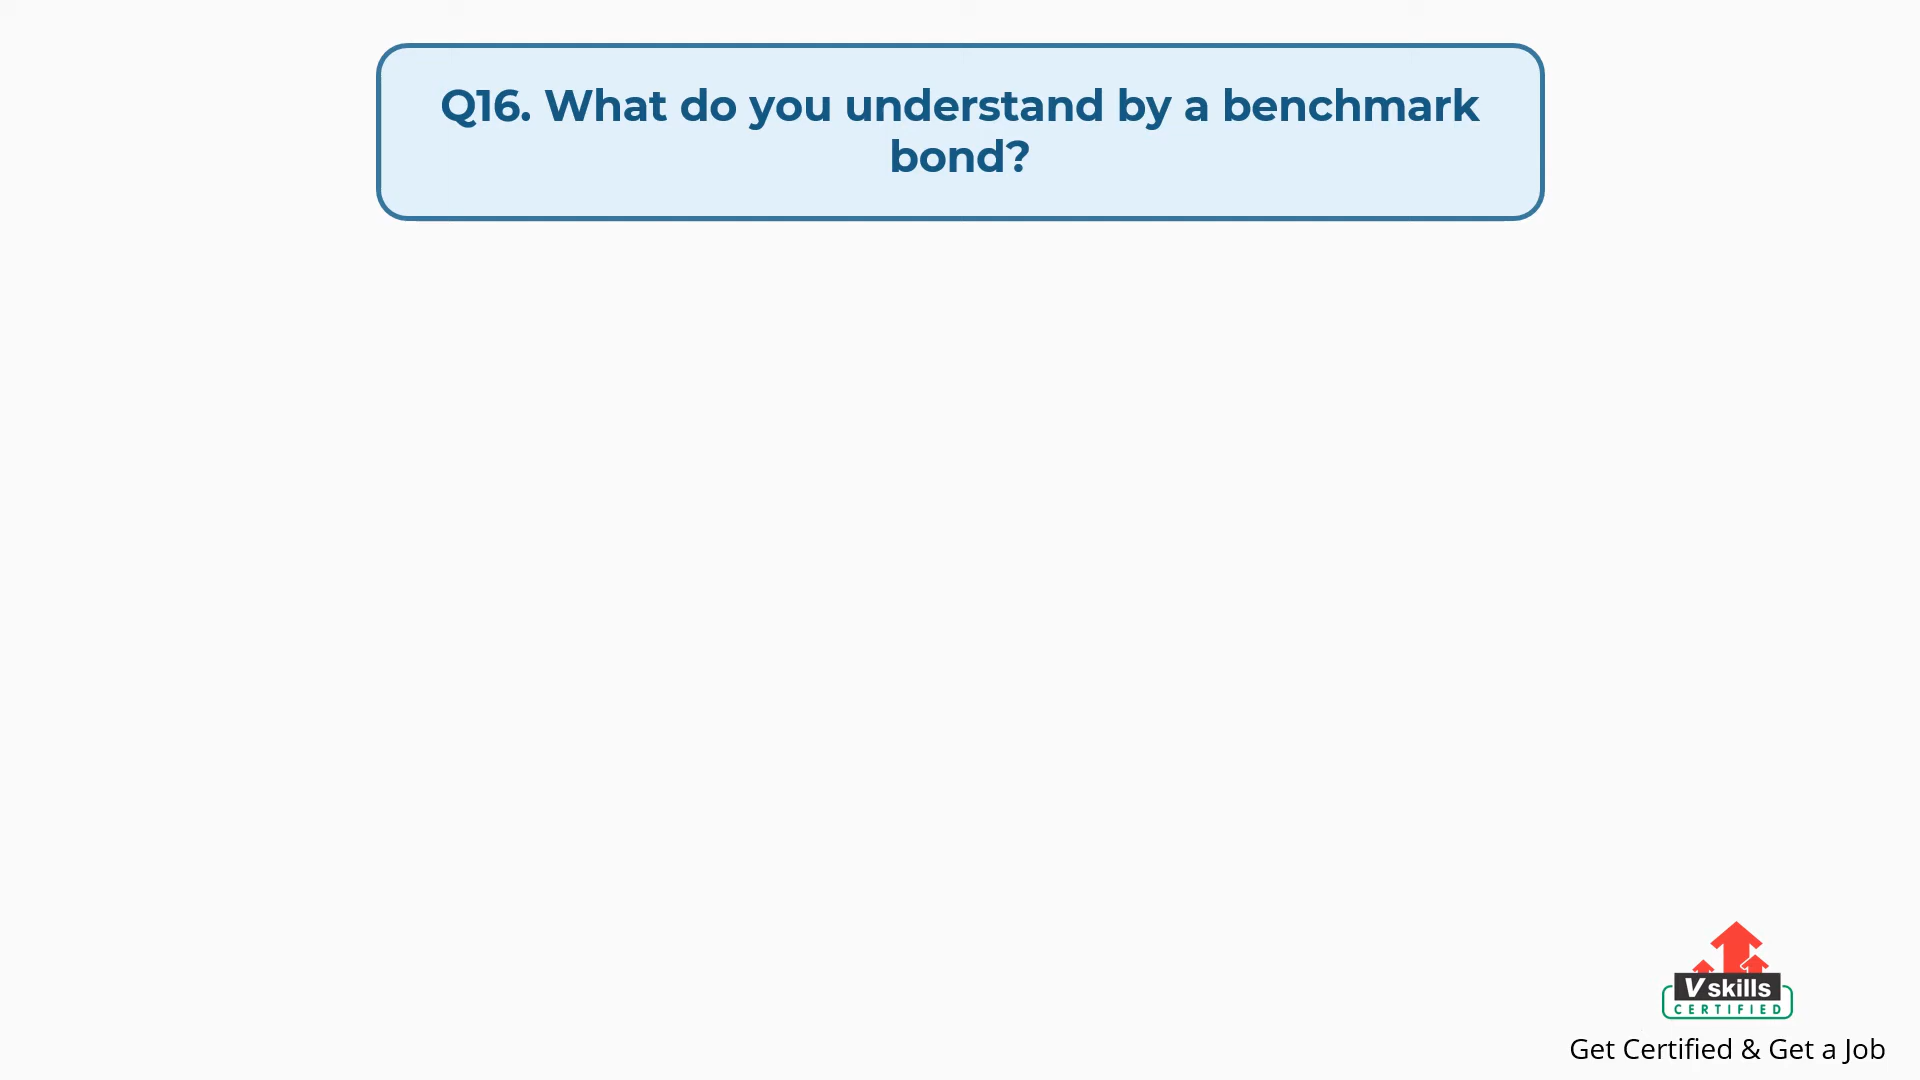 Q16. What do you understand by a benchmark
bond?
Vskills
CERTIFIED
Get Certified & Get a Job